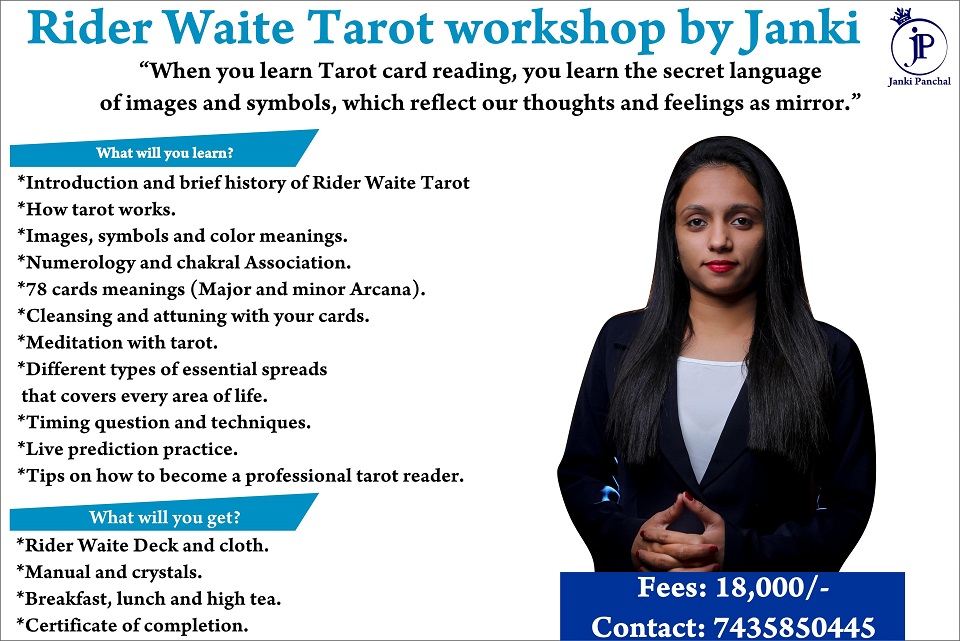 Rider Waite Tarot workshop by Janki
jP
Janki Panchal
“When you learn Tarot card reading, you learn the secret language
of images and symbols, which reflect our thoughts and feelings as mirror.”
What will you learn?
*Introduction and brief history of Rider Waite Tarot
*How tarot works.
*Images, symbols and color meanings.
*Numerology and chakral Association.
*78 cards meanings (Major and minor Arcana).
*Cleansing and attuning with your cards.
*Meditation with tarot.
*Different types of essential spreads
that covers every area of life.
*Timing question and techniques.
*Live prediction practice.
*Tips on how to become a professional tarot reader.
What will you get?
*Rider Waite Deck and cloth.
*Manual and crystals.
*Breakfast, lunch and high tea.
*Certificate of completion.
Fees: 18,000/-
Contact: 7435850445